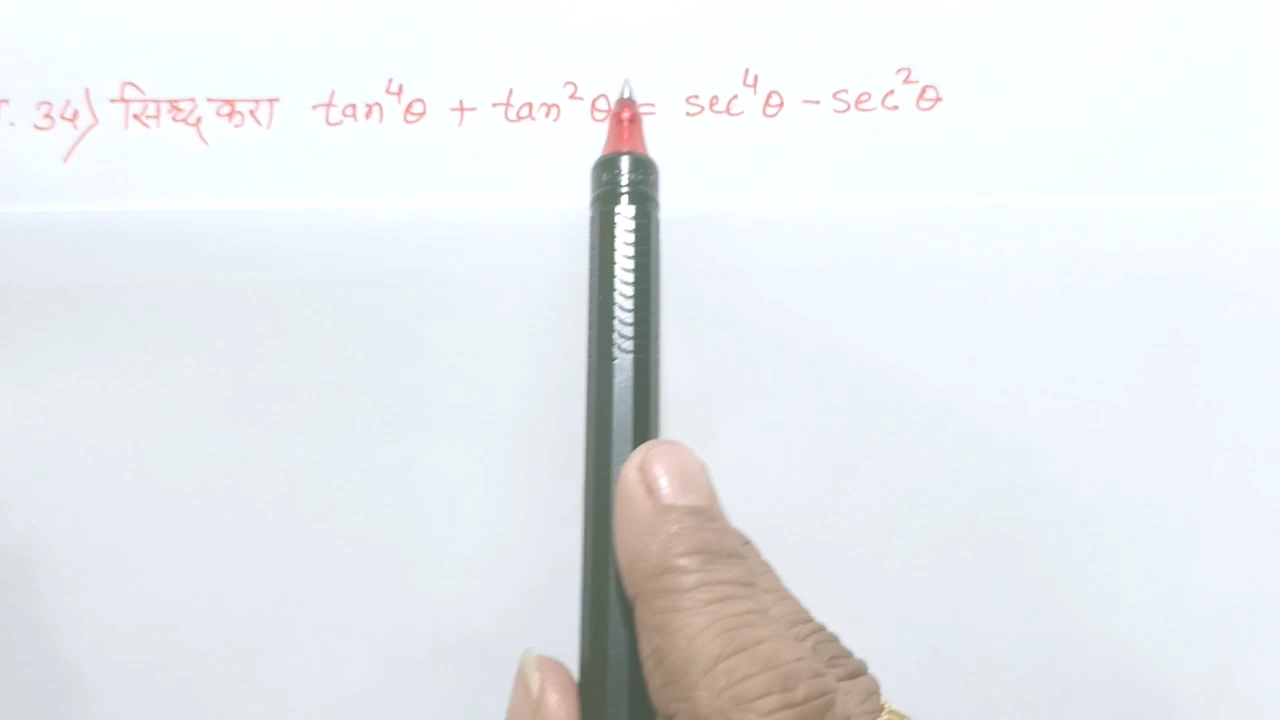 . 34) सिध्द करा tan⁴θ + tan²θ = sec⁴θ - sec²θ